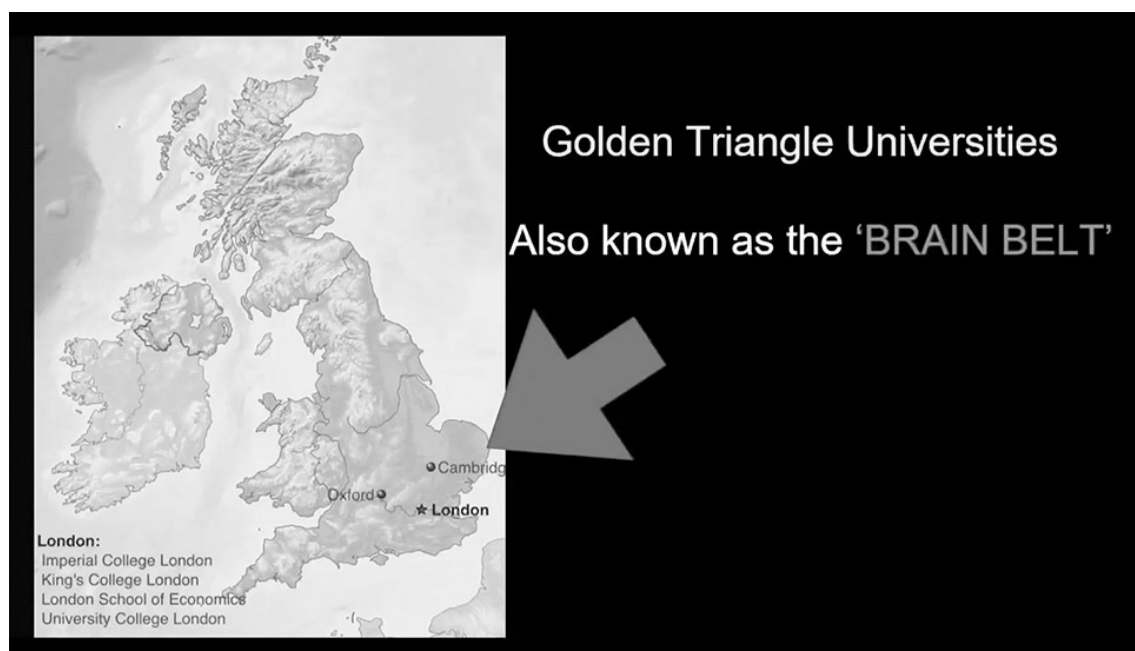 Golden Triangle Universities
Also known as the ‘BRAIN BELT’
Cambridg
Oxford
London
London:
Imperial College London
King's College London
London School of Economics
University College London